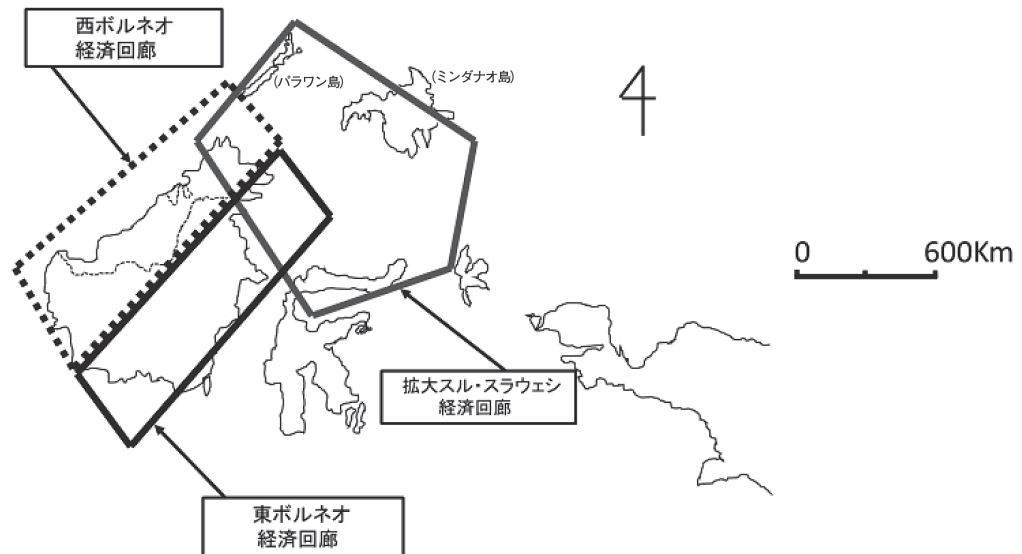 西ボルネオ
経済回廊
(パラワン島)
(ミンダナオ島)
0 600Km
拡大スル・スラウェシ
経済回廊
東ボルネオ
経済回廊